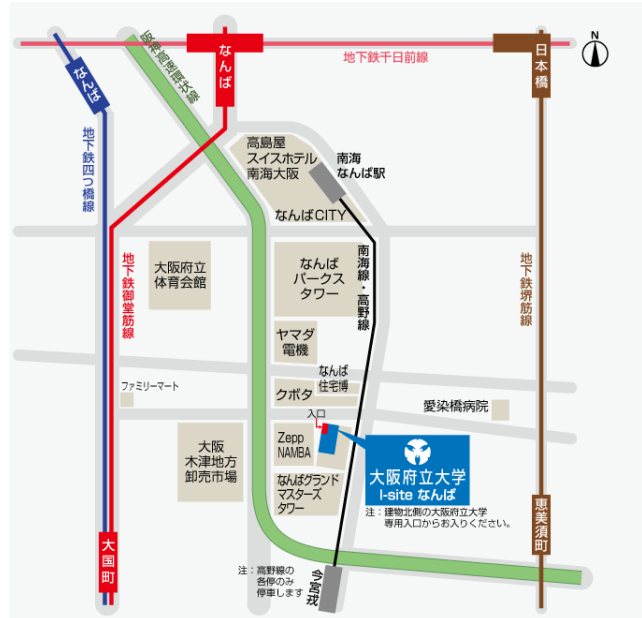 なんば
地下鉄千日前線
日本橋
N
なんば
阪神高速環状線
高島屋
スイスホテル
南海大阪
南海
なんば駅
地下鉄四つ橋線
なんばCITY
大阪府立
体育会館
なんば
パークス
タワー
南海線・高野線
地下鉄御堂筋線
地下鉄堺筋線
ヤマダ
電機
なんば
住宅博
ファミリーマート
クボタ
愛染橋病院
入口
大阪
木津地方
卸売市場
Zepp
NAMBA
大阪府立大学
I-site なんば
なんばグランド
マスターズ
タワー
注：建物北側の大阪府立大学
専用入口からお入りください。
恵美須町
大国町
注：高野線の
各停のみ
停車します
今宮戎